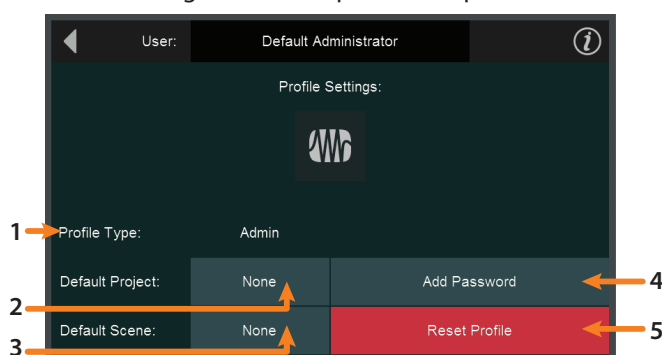 User: Default Administrator
Profile Settings:
1 Profile Type: Admin
Default Project: None Add Password 4
2
Default Scene: None Reset Profile 5
3